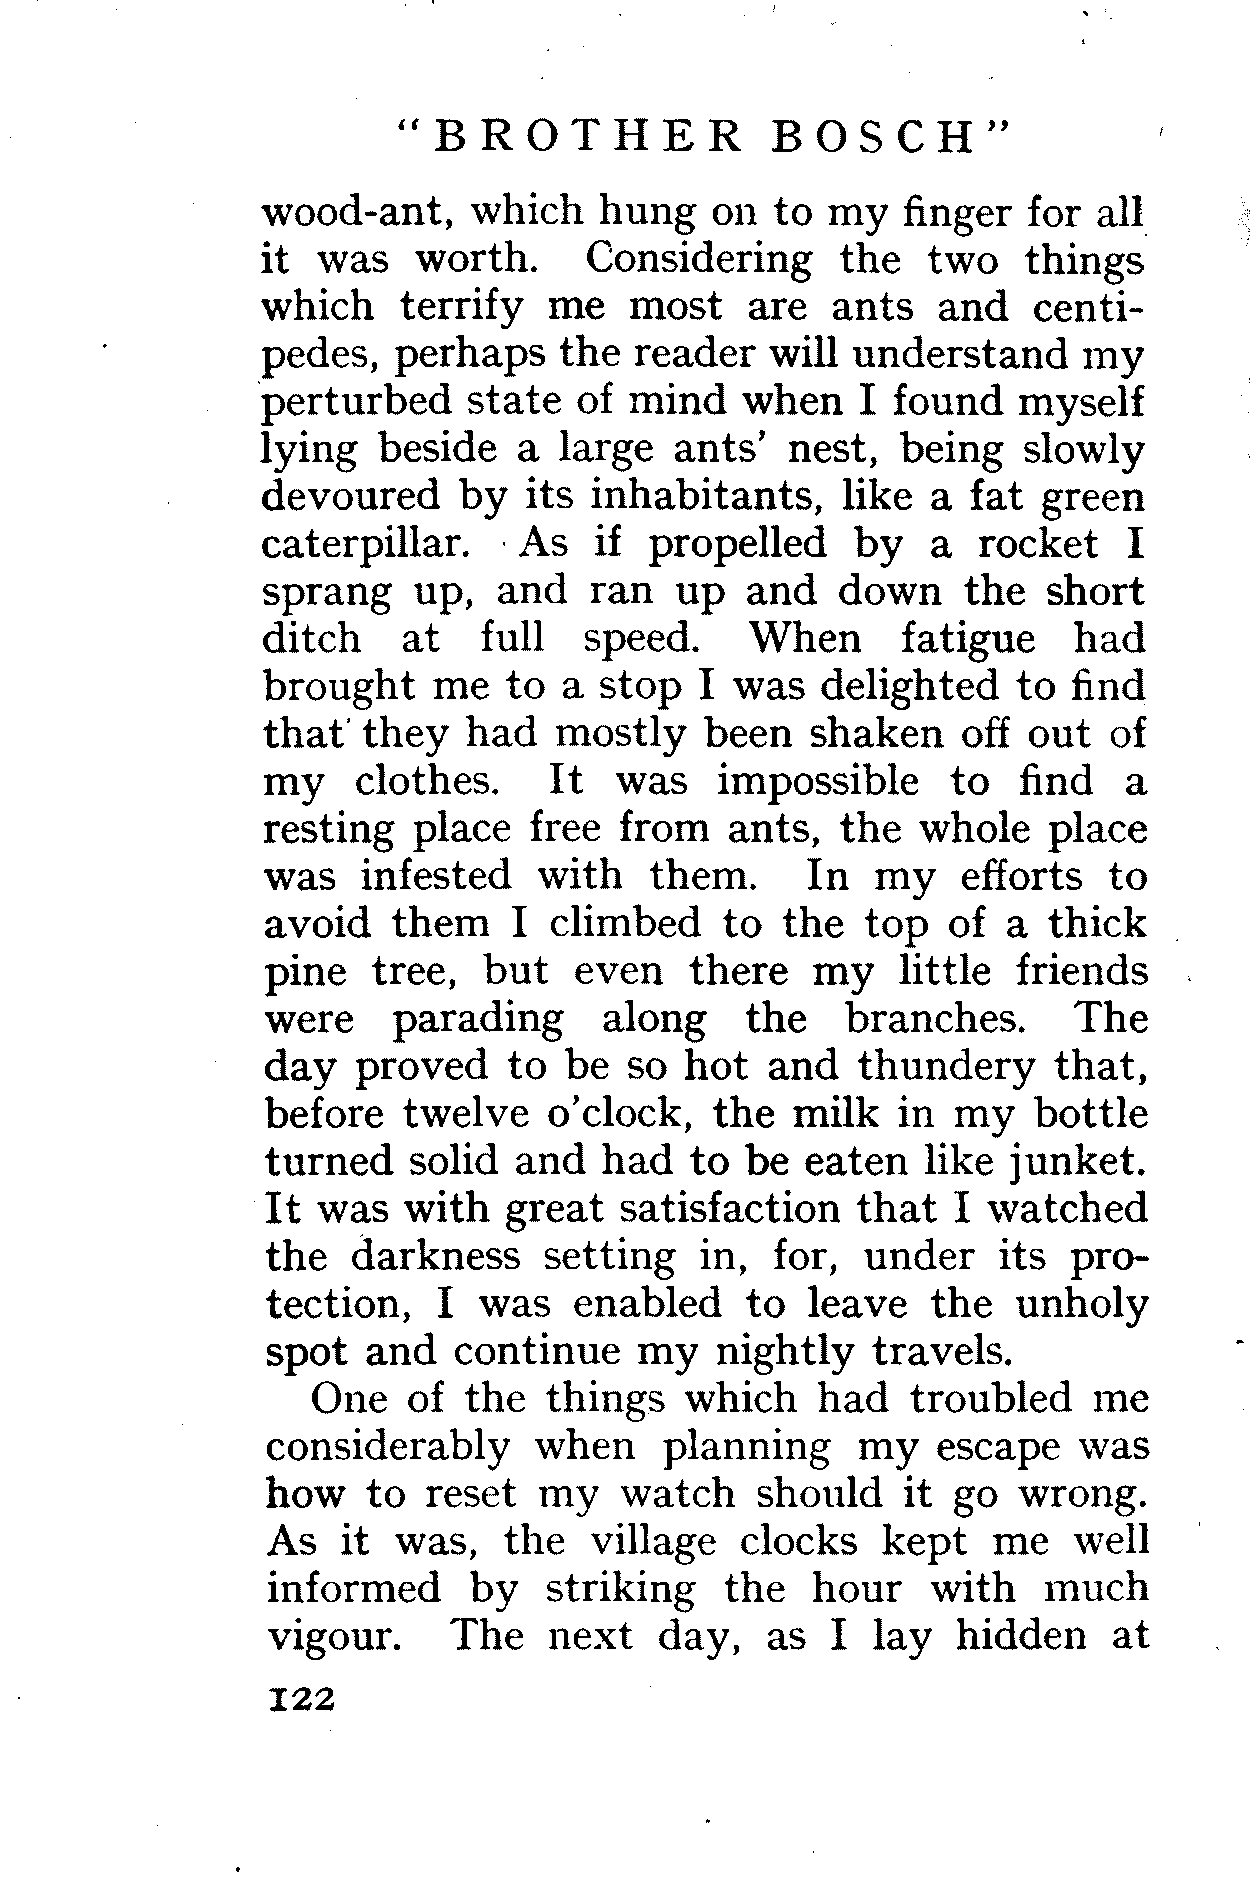 "BROTHER BOSCH"
wood-ant, which hung on to my finger for all
it was worth. Considering the two things
which terrify me most are ants and centi-
pedes, perhaps the reader will understand my
perturbed state of mind when I found myself
lying beside a large ants' nest, being slowly
devoured by its inhabitants, like a fat green
caterpillar. As if propelled by a rocket I
sprang up, and ran up and down the short
ditch at full speed. When fatigue had
brought me to a stop I was delighted to find
that they had mostly been shaken off out of
my clothes. It was impossible to find a
resting place free from ants, the whole place
was infested with them. In my efforts to
avoid them I climbed to the top of a thick
pine tree, but even there my little friends
were parading along the branches. The
day proved to be so hot and thundery that,
before twelve o'clock, the milk in my bottle
turned solid and had to be eaten like junket.
It was with great satisfaction that I watched
the darkness setting in, for, under its pro-
tection, I was enabled to leave the unholy
spot and continue my nightly travels.
One of the things which had troubled me
considerably when planning my escape was
how to reset my watch should it go wrong.
As it was, the village clocks kept me well
informed by striking the hour with much
vigour. The next day, as I lay hidden at
122